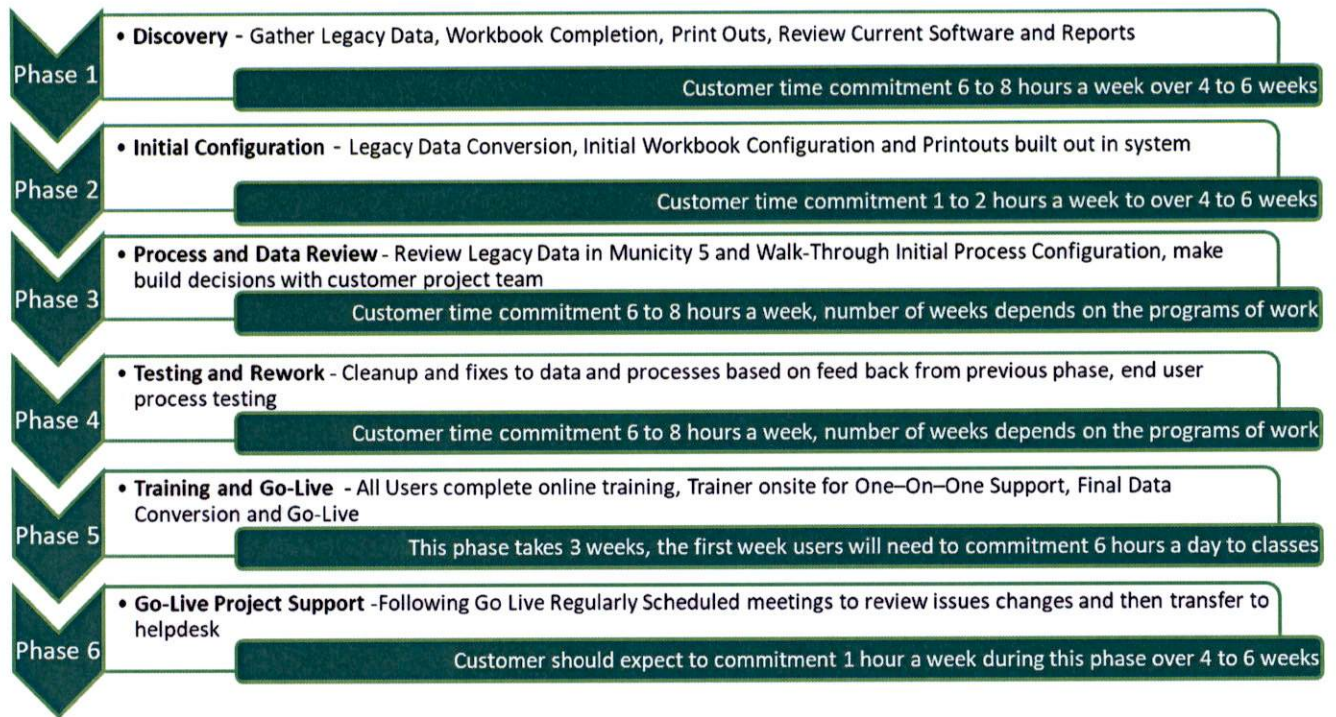 Phase 1
• Discovery - Gather Legacy Data, Workbook Completion, Print Outs, Review Current Software and Reports
Customer time commitment 6 to 8 hours a week over 4 to 6 weeks
Phase 2
• Initial Configuration - Legacy Data Conversion, Initial Workbook Configuration and Printouts built out in system
Customer time commitment 1 to 2 hours a week to over 4 to 6 weeks
Phase 3
• Process and Data Review - Review Legacy Data in Municity 5 and Walk-Through Initial Process Configuration, make
build decisions with customer project team
Customer time commitment 6 to 8 hours a week, number of weeks depends on the programs of work
Phase 4
• Testing and Rework - Cleanup and fixes to data and processes based on feed back from previous phase, end user
process testing
Customer time commitment 6 to 8 hours a week, number of weeks depends on the programs of work
Phase 5
• Training and Go-Live - All Users complete online training, Trainer onsite for One–On–One Support, Final Data
Conversion and Go-Live
This phase takes 3 weeks, the first week users will need to commitment 6 hours a day to classes
Phase 6
• Go-Live Project Support -Following Go Live Regularly Scheduled meetings to review issues changes and then transfer to
helpdesk
Customer should expect to commitment 1 hour a week during this phase over 4 to 6 weeks